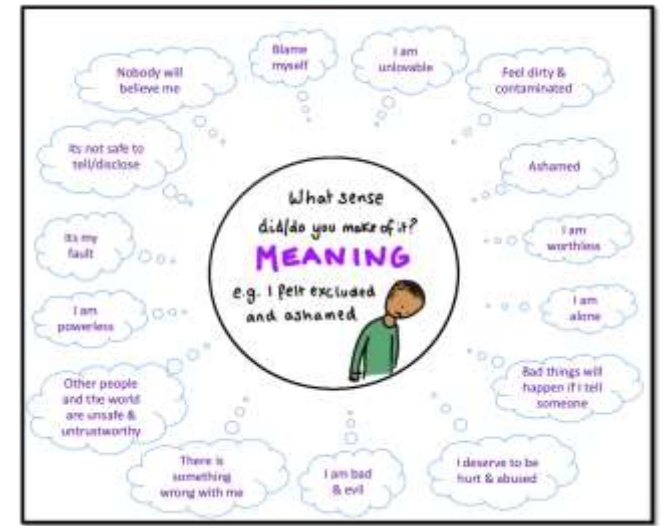 Blame
myself
I am
unlovable
Nobody will
believe me
Feel dirty &
contaminated
Its not safe to
tell/disclose
Ashamed
What sense
did/do you make of it?
MEANING
e.g. I felt excluded
and ashamed
Its my
fault
I am
worthless
I am
powerless
I am
alone
Other people
and the world
are unsafe &
untrustworthy
Bad things will
happen if I tell
someone
There is
something
wrong with me
I am bad
& evil
I deserve to be
hurt & abused